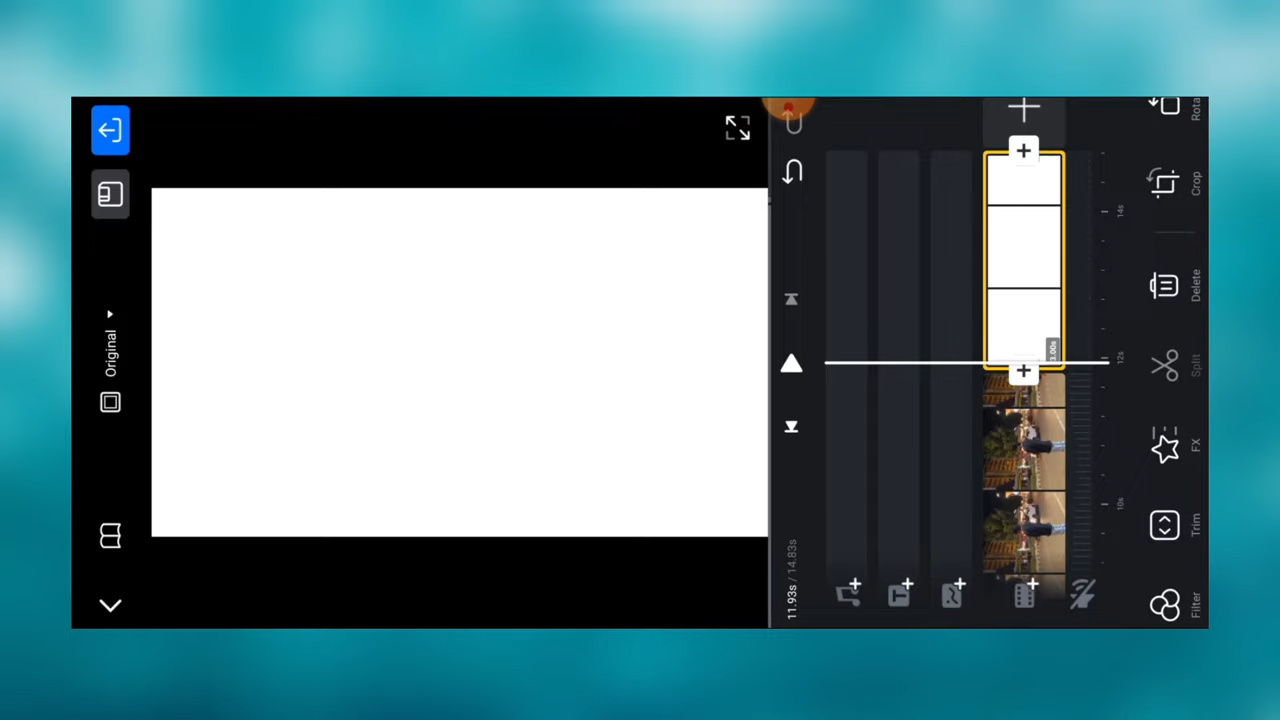 Original
11.93s / 14.83s
3.00s
14s
12s
10s
Rota
Crop
Delete
Split
FX
Trim
Filter